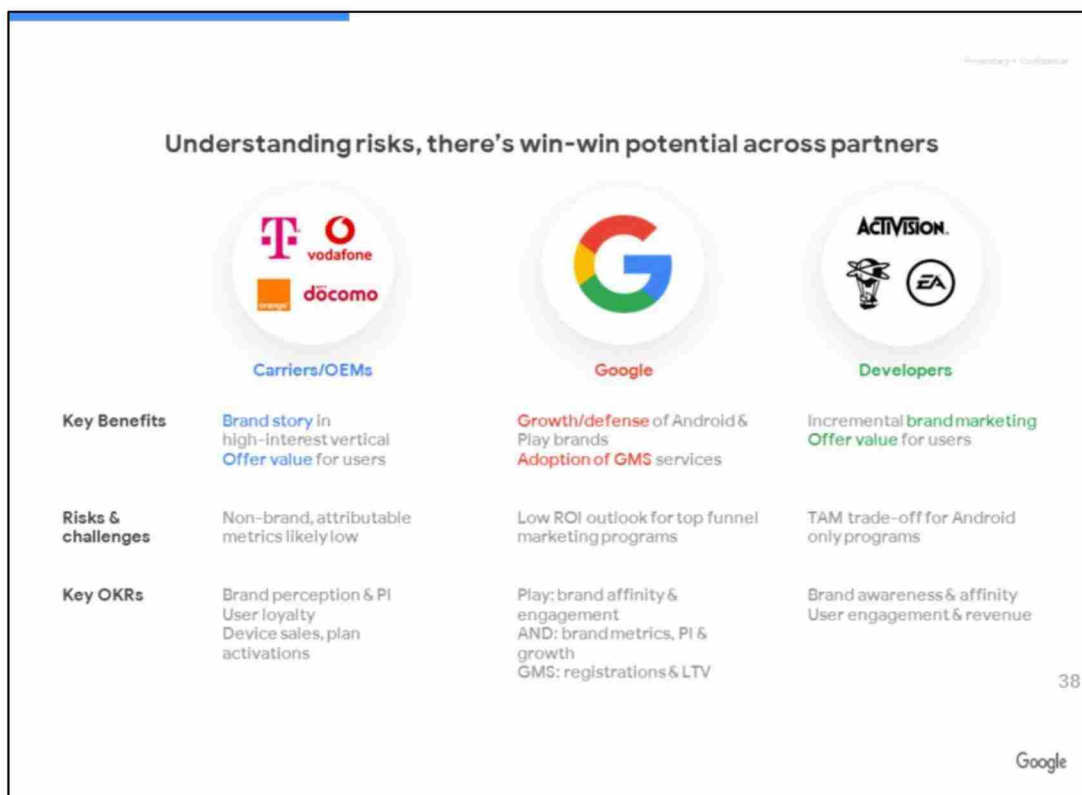 Proprietary + Confidential
Understanding risks, there's win-win potential across partners
T
vodafone
orange
döcomo
ACTIVISION.
EA
Carriers/OEMs
Google
Developers
Key Benefits
Brand story in
high-interest vertical
Offer value for users
Growth/defense of Android &
Play brands
Adoption of GMS services
Incremental brand marketing
Offer value for users
Risks &
challenges
Non-brand, attributable
metrics likely low
Low ROI outlook for top funnel
marketing programs
TAM trade-off for Android
only programs
Key OKRs
Brand perception & PI
User loyalty
Device sales, plan
activations
Play: brand affinity &
engagement
AND: brand metrics, PI &
growth
GMS: registrations & LTV
Brand awareness & affinity
User engagement & revenue
38
Google